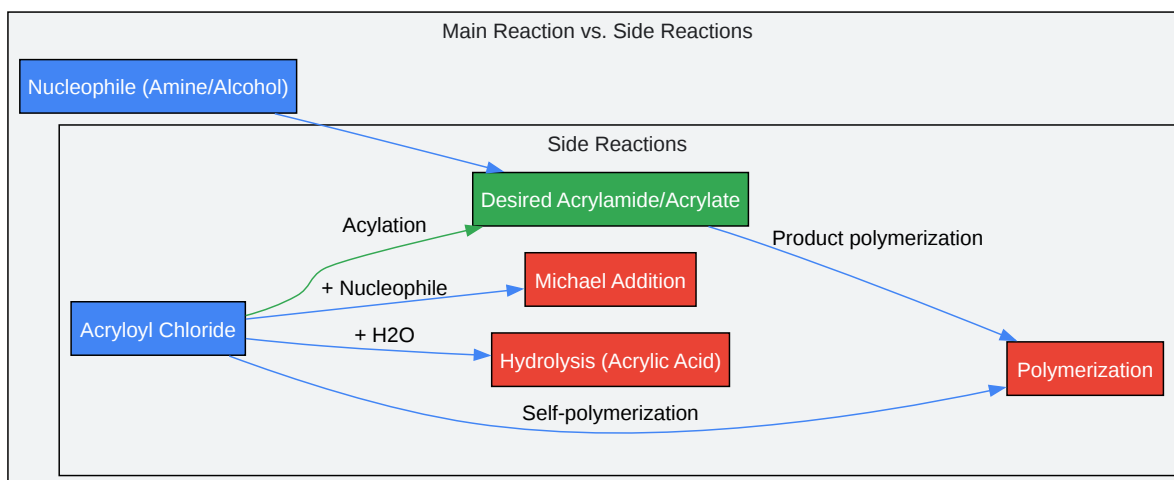 Main Reaction vs. Side Reactions
Nucleophile (Amine/Alcohol)
Side Reactions
Desired Acrylamide/Acrylate
Acylation
Product polymerization
Michael Addition
+ Nucleophile
Acryloyl Chloride
+ H2O
Hydrolysis (Acrylic Acid)
Polymerization
Self-polymerization